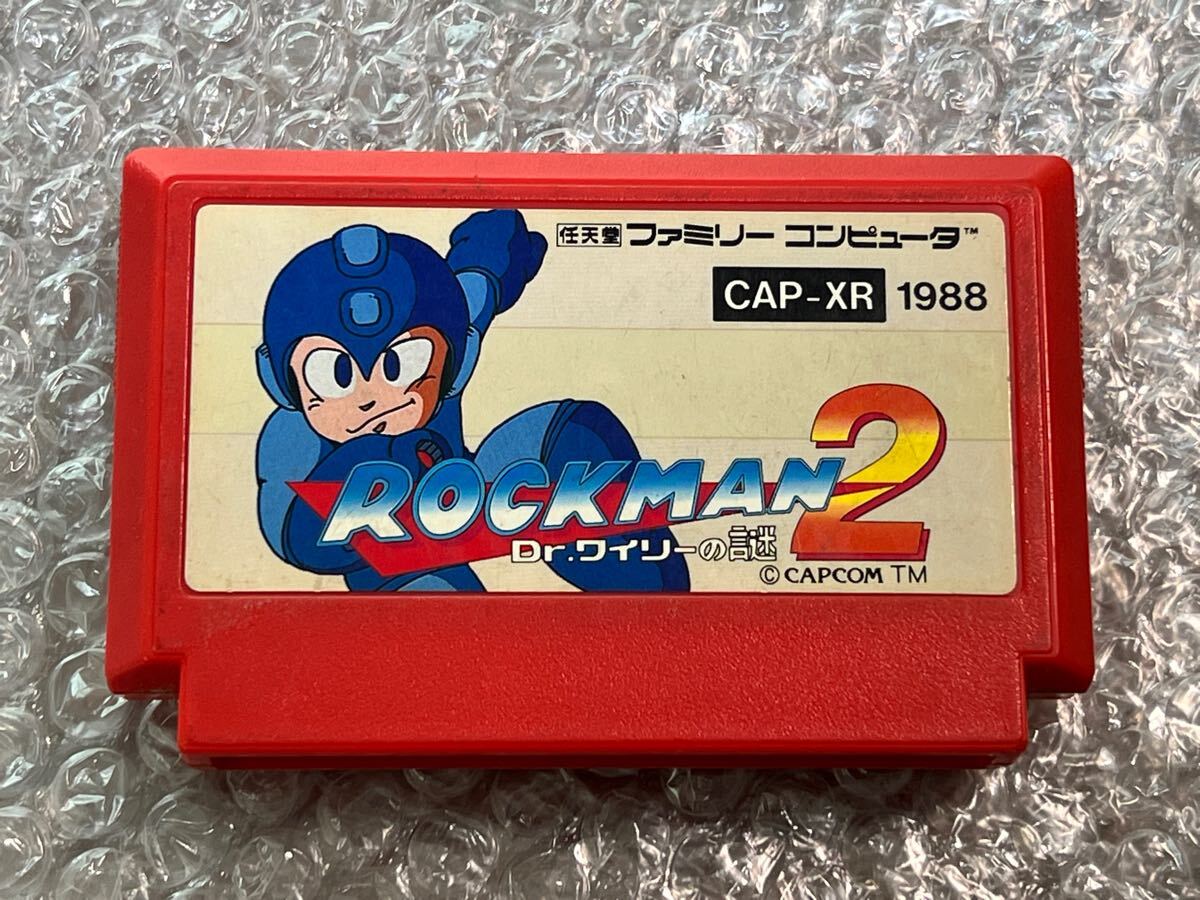 任天堂 ファミリー コンピュータ™
CAP-XR 1988
ROCKMAN 2
Dr.ワイリーの謎
©CAPCOM TM